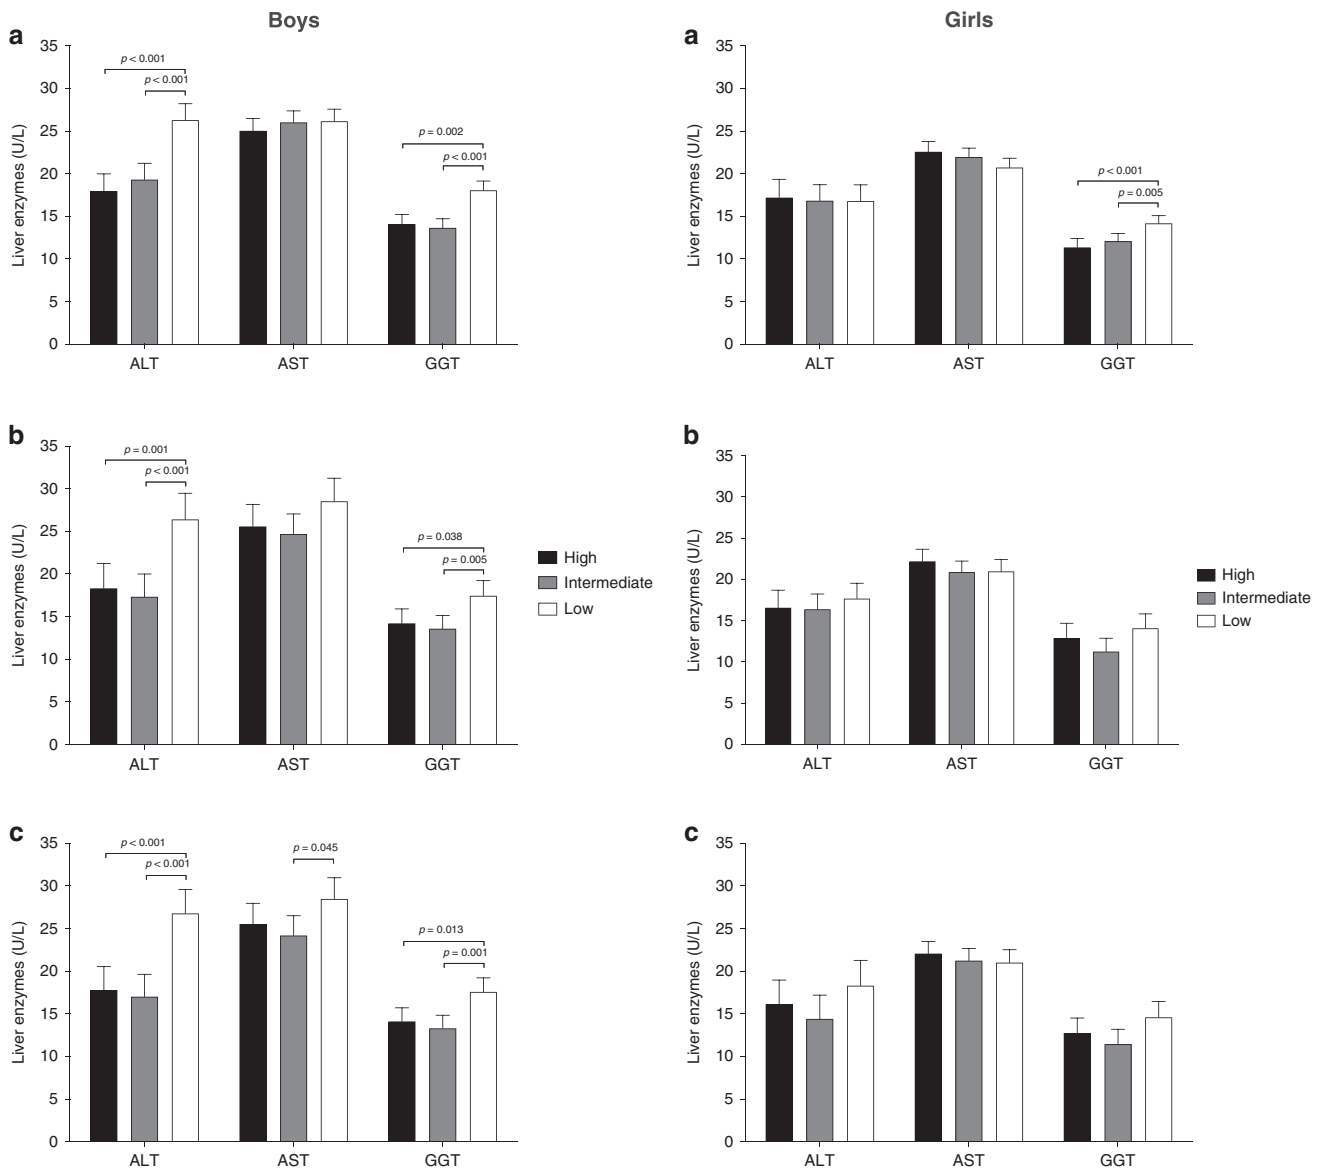 Boys
a
35
30
25
20
15
10
5
0
Liver enzymes (U/L)
p < 0.001
p < 0.001
p = 0.002
p < 0.001
ALT
AST
GGT
Girls
a
35
30
25
20
15
10
5
0
Liver enzymes (U/L)
p < 0.001
p = 0.005
ALT
AST
GGT
b
35
30
25
20
15
10
5
0
Liver enzymes (U/L)
p = 0.001
p < 0.001
p = 0.038
p = 0.005
ALT
AST
GGT
High
Intermediate
Low
b
35
30
25
20
15
10
5
0
Liver enzymes (U/L)
ALT
AST
GGT
High
Intermediate
Low
c
35
30
25
20
15
10
5
0
Liver enzymes (U/L)
p < 0.001
p < 0.001
p = 0.045
p = 0.013
p = 0.001
ALT
AST
GGT
c
35
30
25
20
15
10
5
0
Liver enzymes (U/L)
ALT
AST
GGT